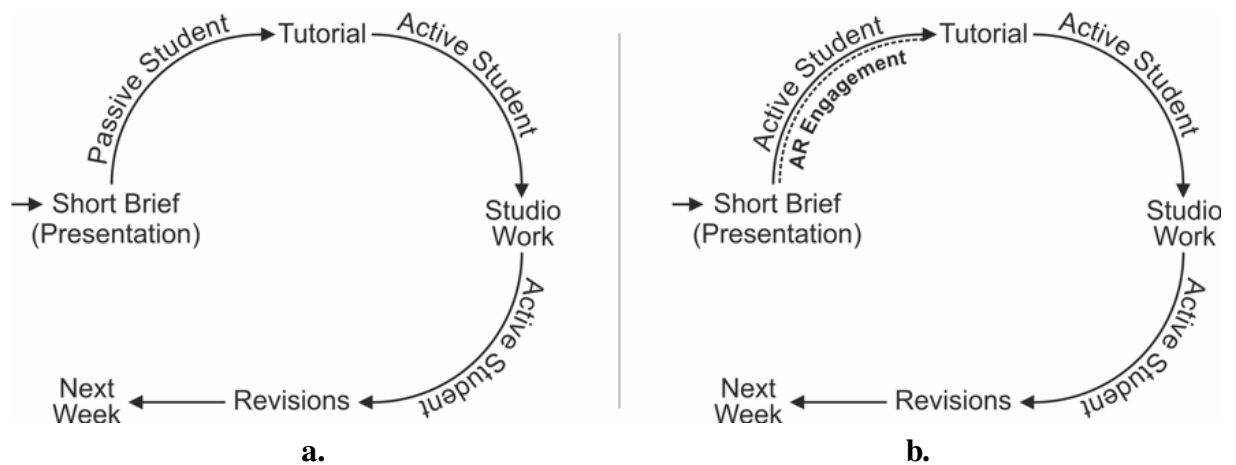 Passive Student
Tutorial
Active Student
Short Brief
(Presentation)
Studio
Work
Active Student
Revisions
Next
Week
a.
Active Student
AR Engagement
Tutorial
Active Student
Short Brief
(Presentation)
Studio
Work
Active Student
Revisions
Next
Week
b.